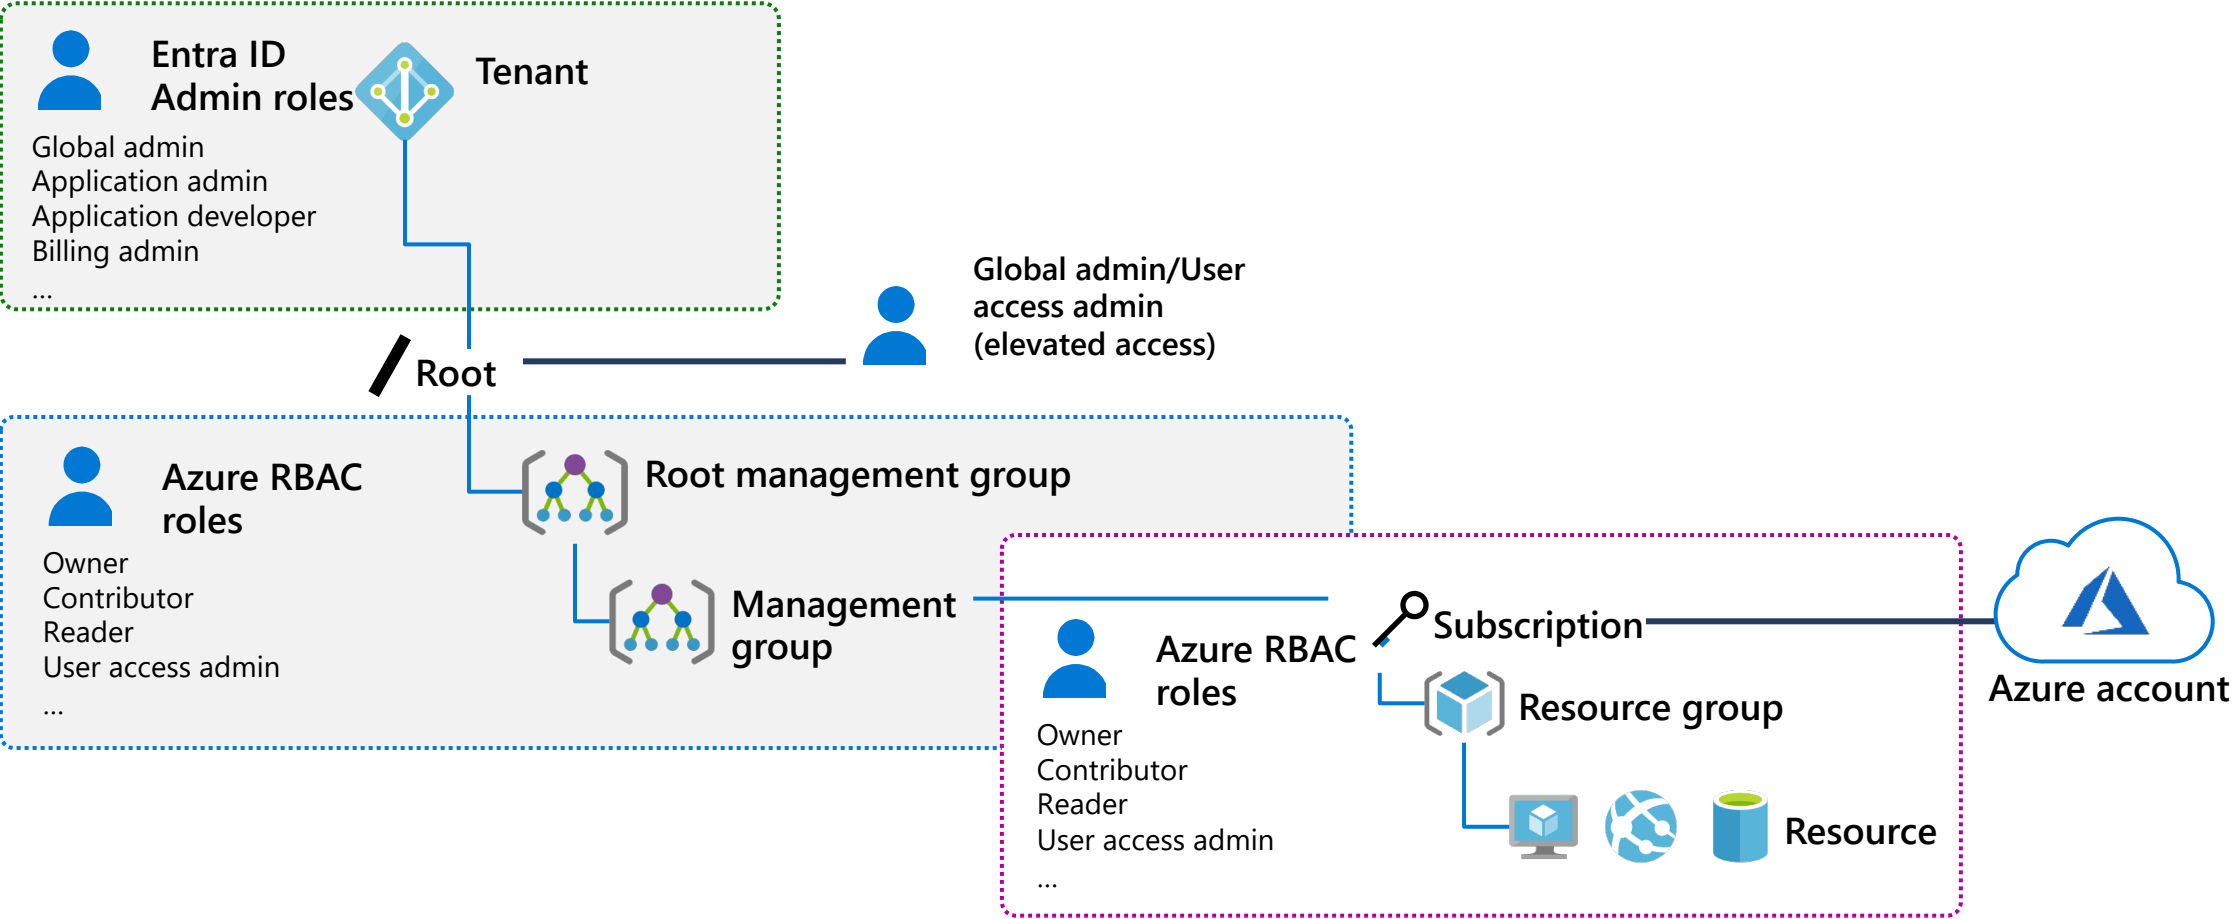 Entra ID
Admin roles
Tenant
Global admin
Application admin
Application developer
Billing admin
...
Global admin/User
access admin
(elevated access)
Root
Azure RBAC
roles
Root management group
Owner
Contributor
Reader
User access admin
...
Management
group
Azure RBAC
roles
Subscription
Azure account
Resource group
Owner
Contributor
Reader
User access admin
...
Resource